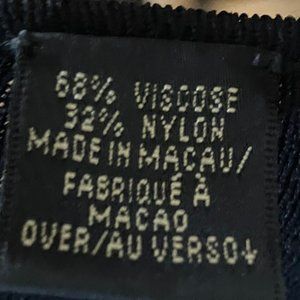 68% VISCOSE
32% NYLON
MADE IN MACAU/
FABRIQUÉ À
MACAO
OVER/AU VERSO↓